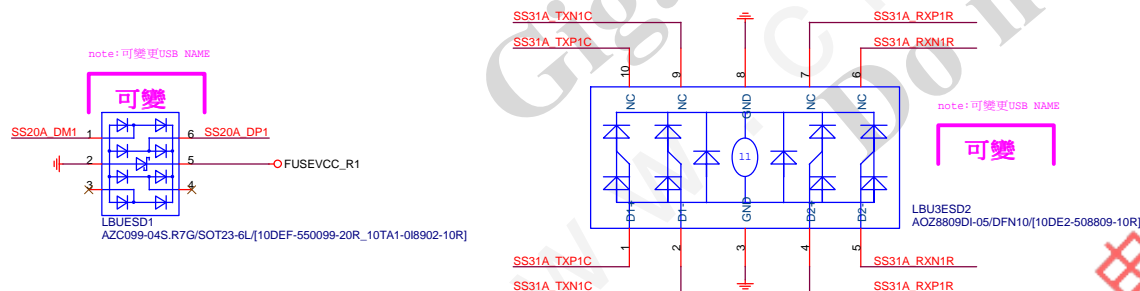 note:可變更USB NAME
可變
SS20A_DM1
1
6
SS20A_DP1
2
5
FUSEVCC_R1
3
4
LBUESD1
AZC099-04S.R7G/SOT23-6L/[10DEF-550099-20R_10TA1-0I8902-10R]
SS31A_TXN1C
SS31A_RXP1R
SS31A_TXP1C
SS31A_RXN1R
10
9
8
7
6
NC
NC
GND
NC
NC
11
D1+
D1-
GND
D2+
D2-
1
2
3
4
5
note:可變更USB NAME
可變
LBU3ESD2
AOZ8809DI-05/DFN10/[10DE2-508809-10R]
SS31A_TXP1C
SS31A_RXN1R
SS31A_TXN1C
SS31A_RXP1R